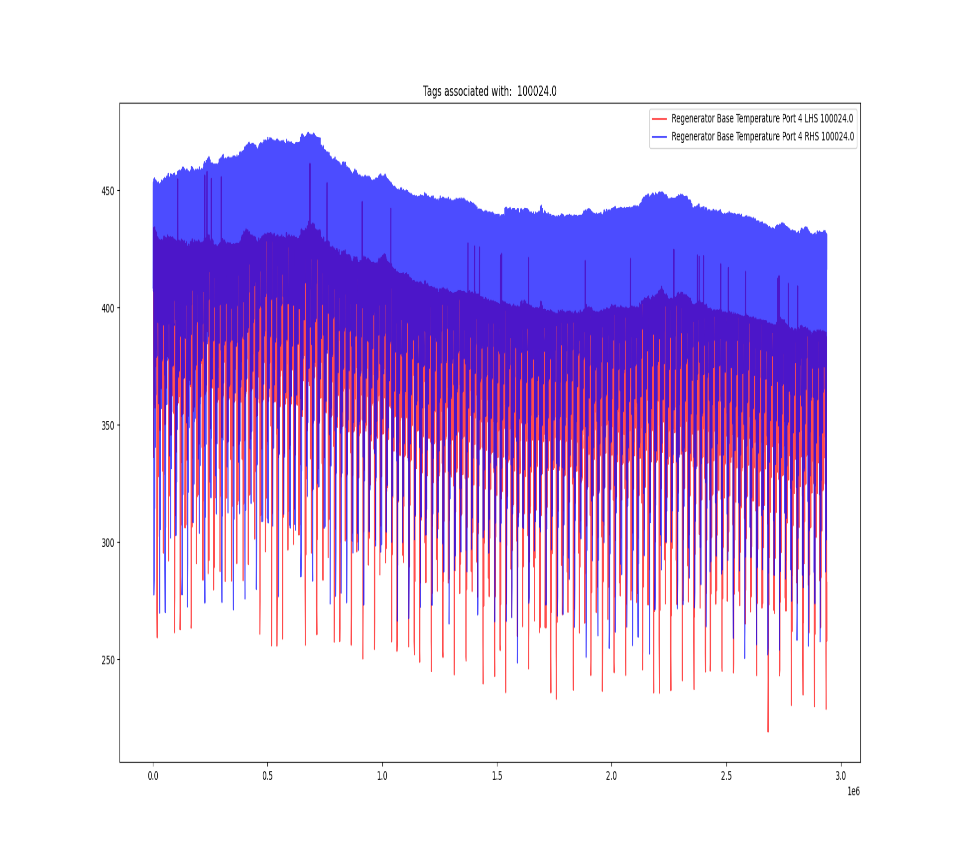 Tags associated with:  100024.0
Regenerator Base Temperature Port 4 LHS 100024.0
Regenerator Base Temperature Port 4 RHS 100024.0
450
400
350
300
250
0.0 0.5 1.0 1.5 2.0 2.5 3.0
1e6